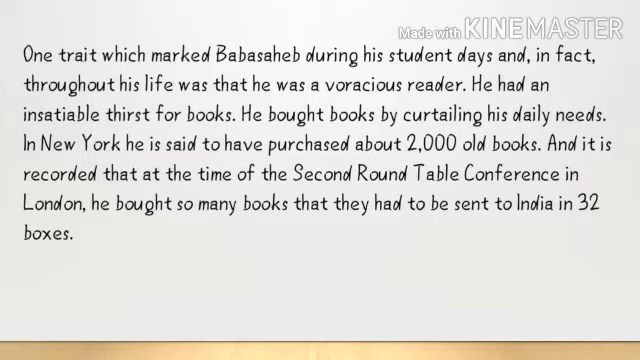 Made with KINEMASTER
One trait which marked Babasaheb during his student days and, in fact,
throughout his life was that he was a voracious reader. He had an
insatiable thirst for books. He bought books by curtailing his daily needs.
In New York he is said to have purchased about 2,000 old books. And it is
recorded that at the time of the Second Round Table Conference in
London, he bought so many books that they had to be sent to India in 32
boxes.